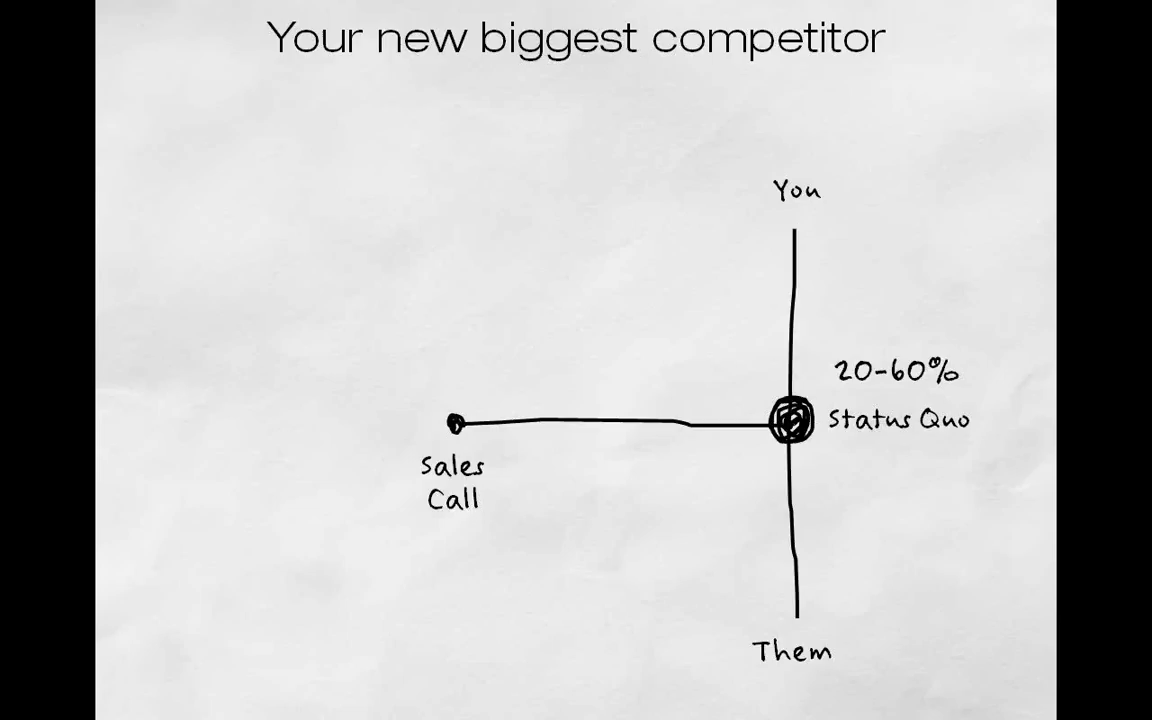 Your new biggest competitor
You
20-60%
Status Quo
Sales
Call
Them